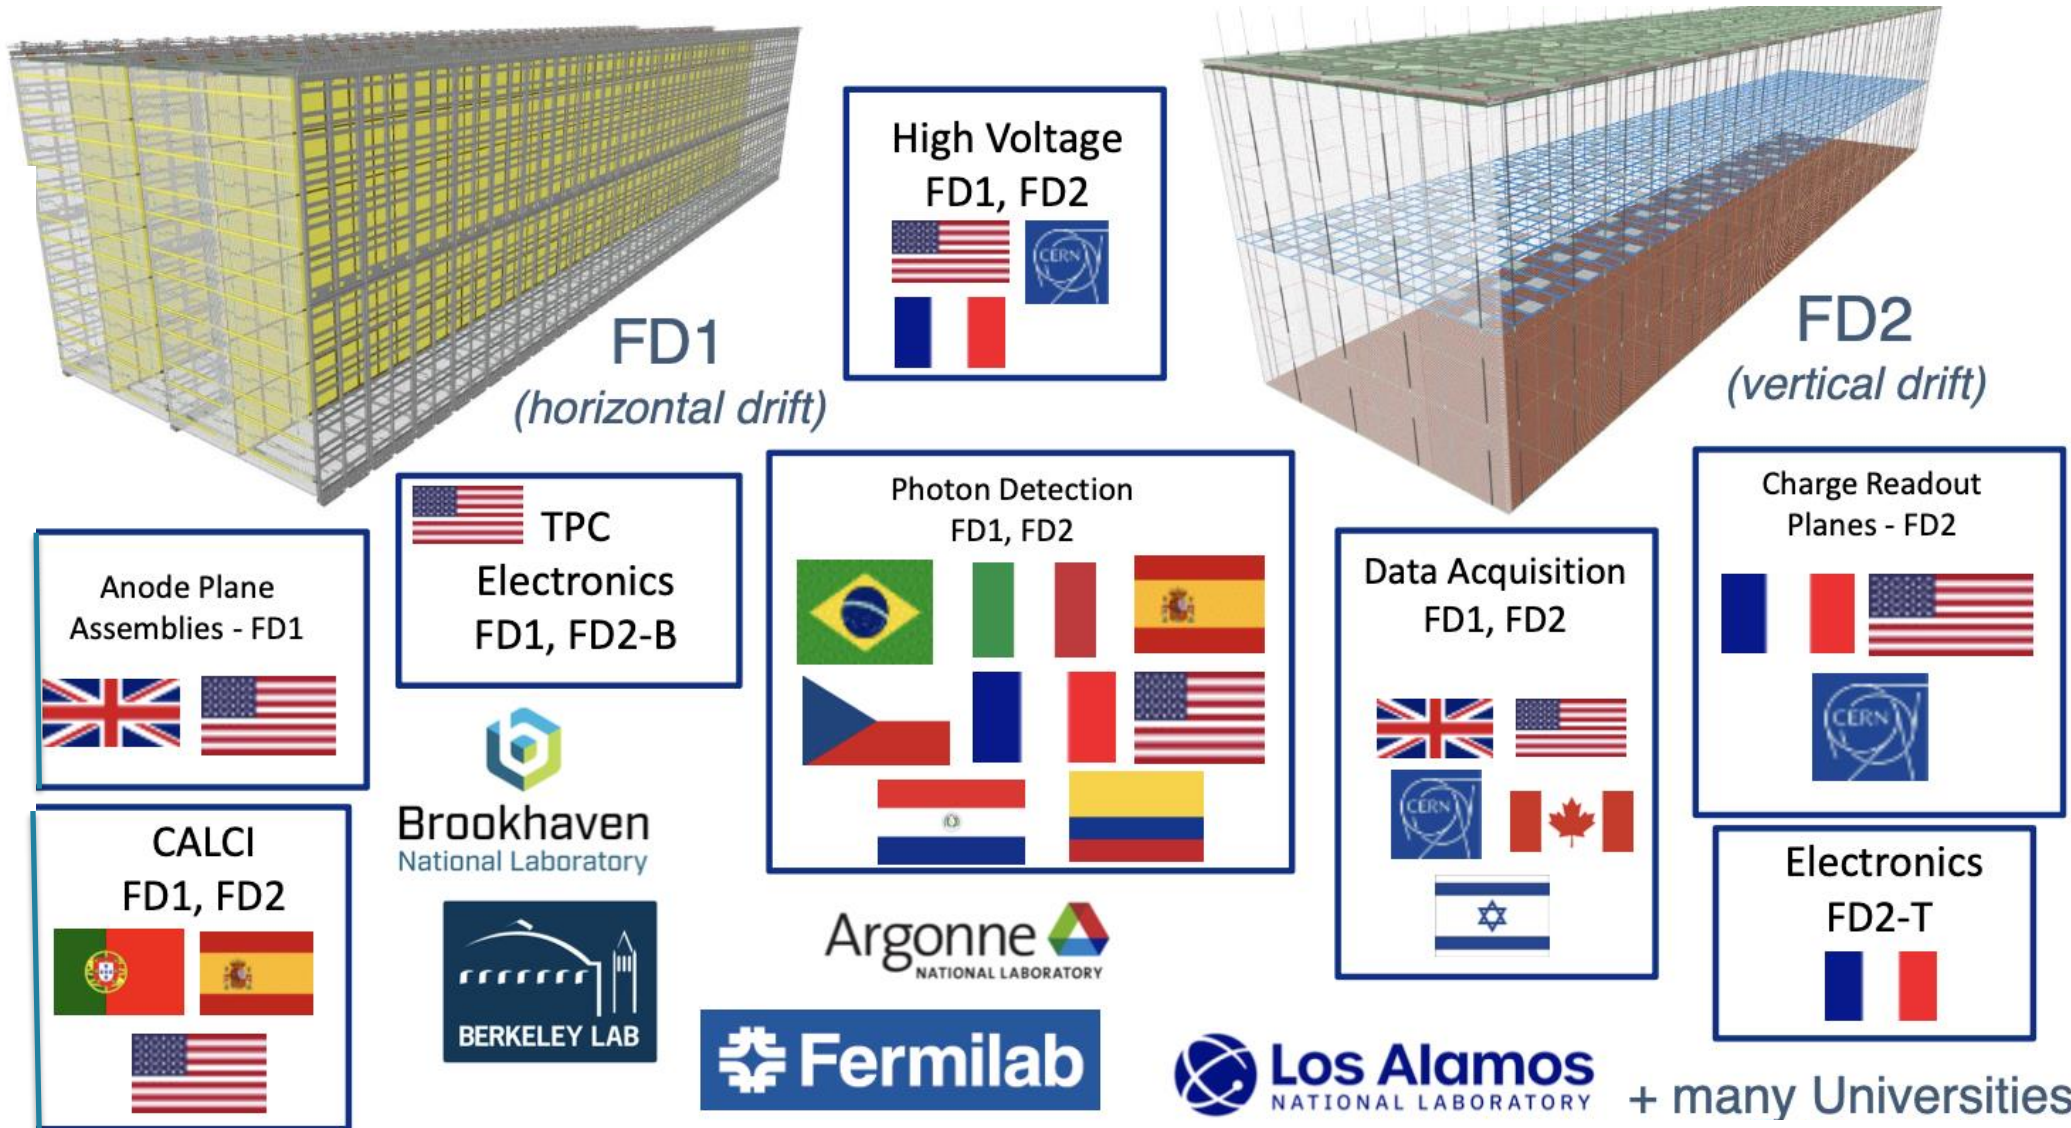 High Voltage
FD1, FD2
CERN
FD1
(horizontal drift)
FD2
(vertical drift)
Anode Plane
Assemblies - FD1
TPC
Electronics
FD1, FD2-B
Photon Detection
FD1, FD2
Data Acquisition
FD1, FD2
CERN
Charge Readout
Planes - FD2
CERN
CALCI
FD1, FD2
Electronics
FD2-T
Brookhaven
National Laboratory
BERKELEY LAB
Argonne
NATIONAL LABORATORY
Fermilab
Los Alamos
NATIONAL LABORATORY
+ many Universities